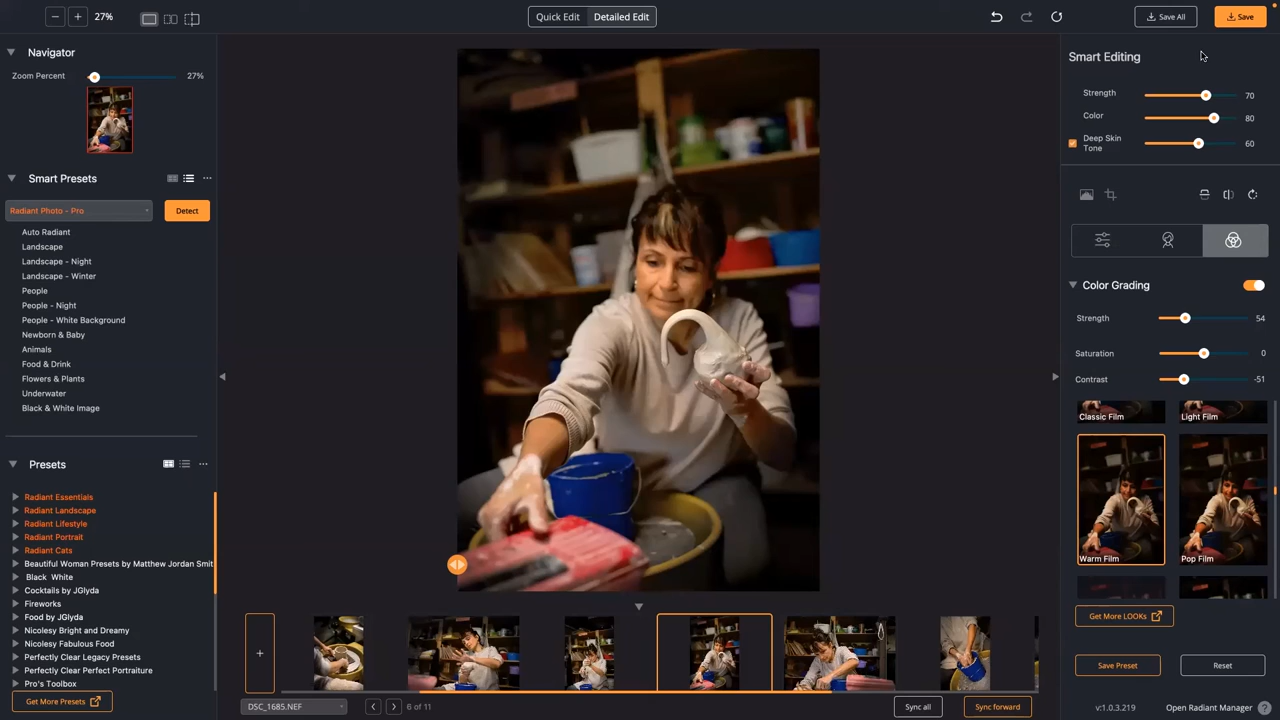 27%
Quick Edit
Detailed Edit
Save All
Save
Navigator
Zoom Percent
27%
Smart Presets
Radiant Photo - Pro
Detect
Auto Radiant
Landscape
Landscape - Night
Landscape - Winter
People
People - Night
People - White Background
Newborn & Baby
Animals
Food & Drink
Flowers & Plants
Underwater
Black & White Image
Presets
Radiant Essentials
Radiant Landscape
Radiant Lifestyle
Radiant Portrait
Radiant Cats
Beautiful Woman Presets by Matthew Jordan Smit
Black White
Cocktails by JGlyda
Fireworks
Food by JGlyda
Nicolesy Bright and Dreamy
Nicolesy Fabulous Food
Perfectly Clear Legacy Presets
Perfectly Clear Perfect Portraiture
Pro's Toolbox
Get More Presets
DSC_1685.NEF
6 of 11
Sync all
Sync forward
Smart Editing
Strength 70
Color 80
Deep Skin
Tone 60
Color Grading
Strength 54
Saturation 0
Contrast -51
Classic Film
Light Film
Warm Film
Pop Film
Get More LOOKs
Save Preset
Reset
v:1.0.3.219
Open Radiant Manager
?